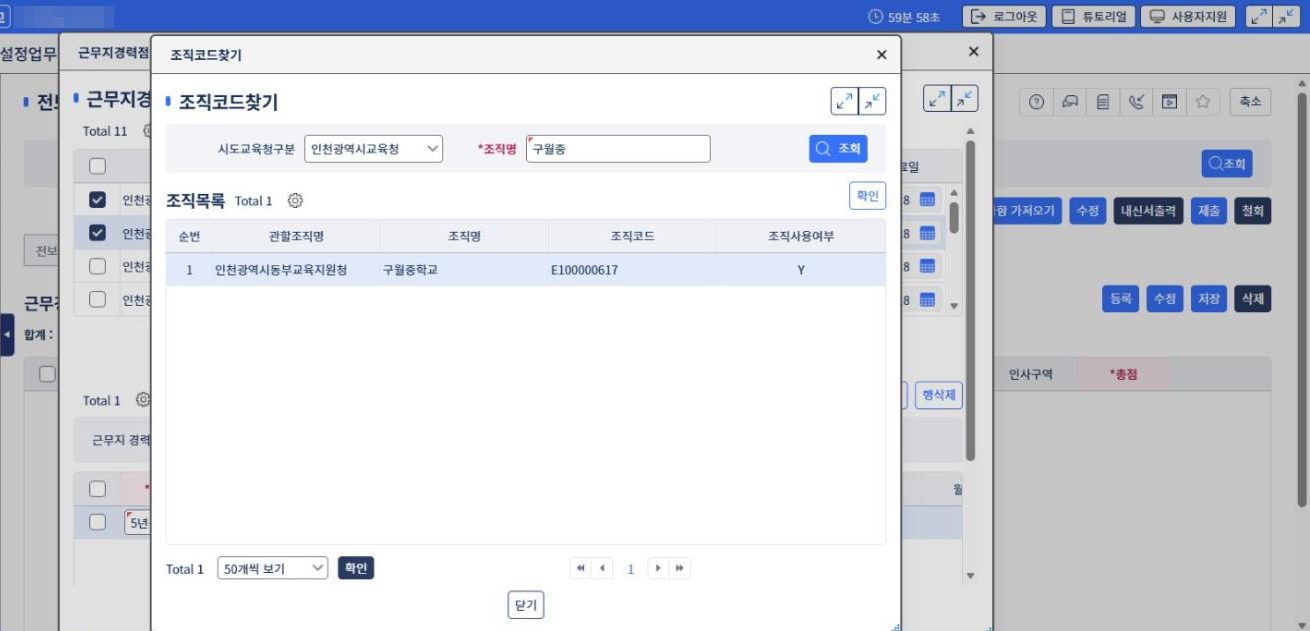 59분 58초 로그아웃 튜토리얼 사용자지원
설정업무
근무지경력점
조직코드찾기
근무지경
조직코드찾기
축소
Total 11
시도교육청구분 인천광역시교육청 *조직명 구월중 조회
조회
조직목록 Total 1 확인
인천광
8
가져오기 수정 내신서출력 제출 철회
순번 관할조직명 조직명 조직코드 조직사용여부
인천광
8
전보
1 인천광역시동부교육지원청 구월중학교 E100000617 Y
인천광
8
인천광
8
등록 수정 저장 삭제
합계 :
인사구역 *총점
Total 1
행삭제
근무지 경력
*
월
5년
Total 1 50개씩 보기 확인 1
닫기